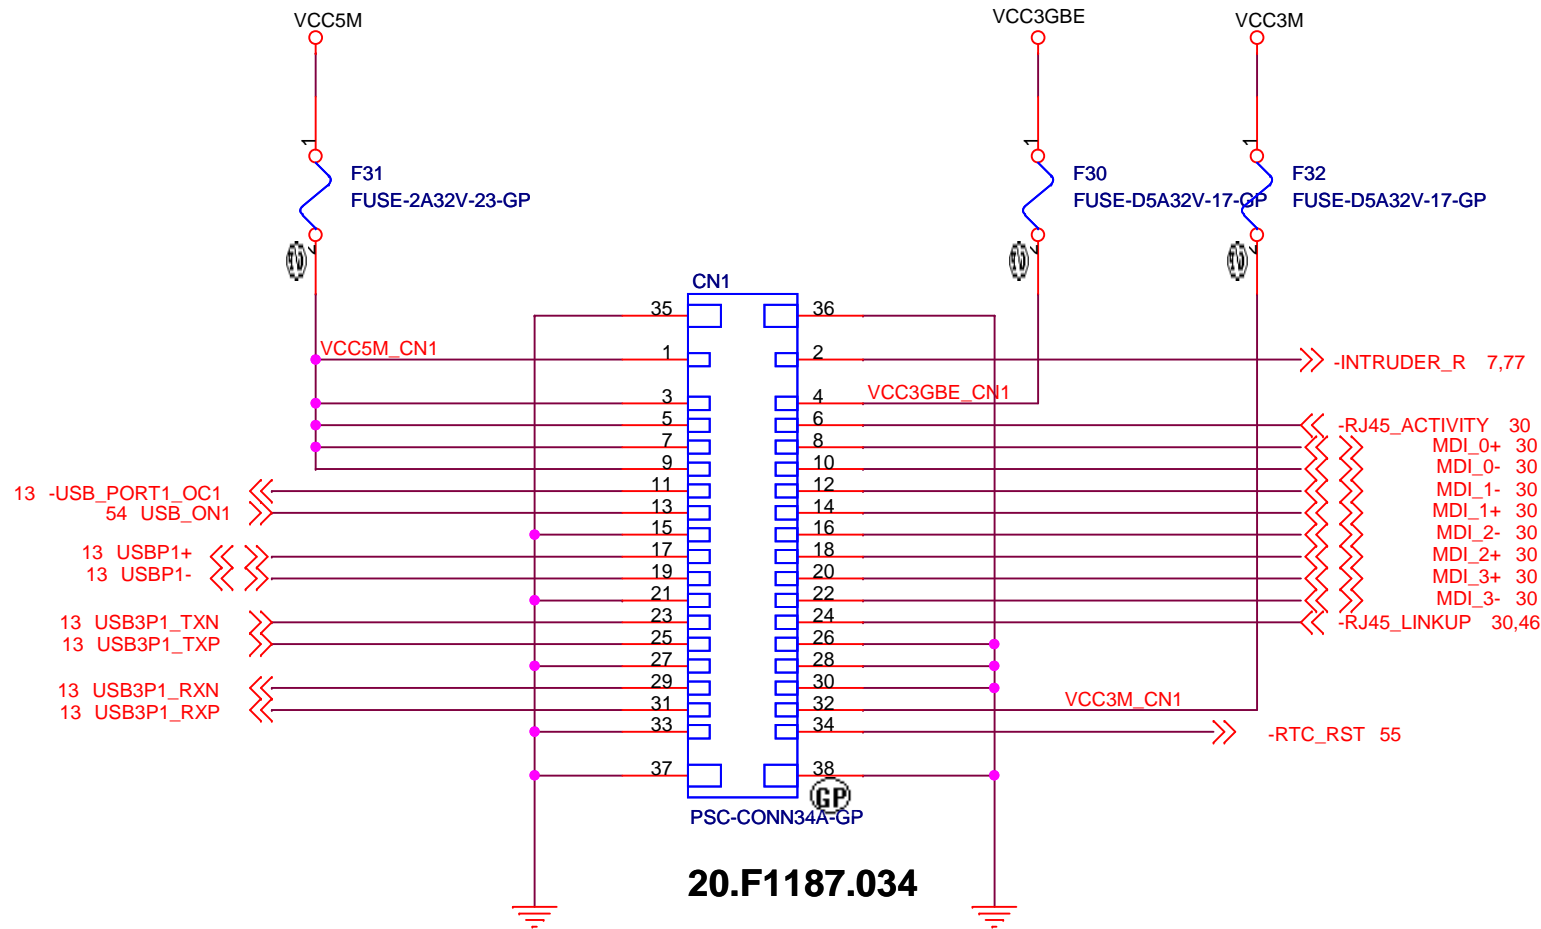 VCC5M
VCC3GBE
VCC3M
1
1
1
F31
FUSE-2A32V-23-GP
F30
FUSE-D5A32V-17-GP
F32
FUSE-D5A32V-17-GP
2
2
2
CN1
35 36
VCC5M_CN1
1 2
-INTRUDER_R 7,77
VCC3GBE_CN1
3 4
5 6
-RJ45_ACTIVITY 30
7 8
MDI_0+ 30
9 10
MDI_0- 30
13 -USB_PORT1_OC1
11 12
MDI_1- 30
54 USB_ON1
13 14
MDI_1+ 30
15 16
MDI_2- 30
13 USBP1+
17 18
MDI_2+ 30
13 USBP1-
19 20
MDI_3+ 30
21 22
MDI_3- 30
13 USB3P1_TXN
23 24
-RJ45_LINKUP 30,46
13 USB3P1_TXP
25 26
27 28
13 USB3P1_RXN
29 30
VCC3M_CN1
13 USB3P1_RXP
31 32
33 34
-RTC_RST 55
37 38
GP
PSC-CONN34A-GP
20.F1187.034